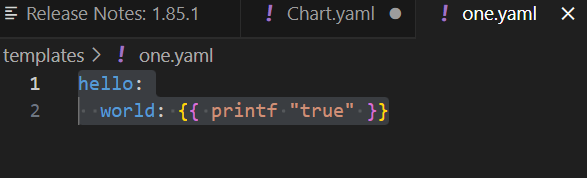 Release Notes: 1.85.1 ! Chart.yaml ● ! one.yaml ×
templates > ! one.yaml
1 hello:
2   world: {{ printf "true" }}